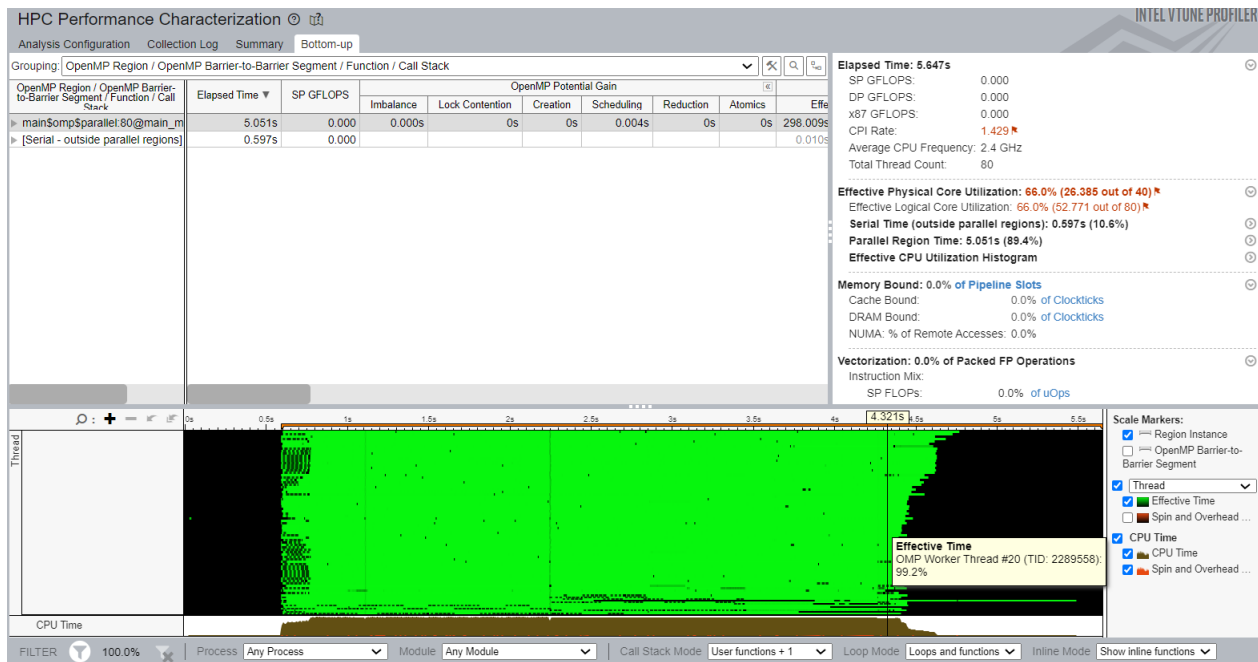 HPC Performance Characterization
INTEL VTUNE PROFILER
Analysis Configuration Collection Log Summary Bottom-up
Grouping: OpenMP Region / OpenMP Barrier-to-Barrier Segment / Function / Call Stack
OpenMP Region / OpenMP Barrier-
to-Barrier Segment / Function / Call
Stack
Elapsed Time ▼ SP GFLOPS OpenMP Potential Gain
Imbalance Lock Contention Creation Scheduling Reduction Atomics Effe
main$omp$parallel:80@main_m 5.051s 0.000 0.000s 0s 0s 0.004s 0s 0s 298.009s
[Serial - outside parallel regions] 0.597s 0.000 0.010s
Elapsed Time: 5.647s
SP GFLOPS: 0.000
DP GFLOPS: 0.000
x87 GFLOPS: 0.000
CPI Rate: 1.429
Average CPU Frequency: 2.4 GHz
Total Thread Count: 80
Effective Physical Core Utilization: 66.0% (26.385 out of 40)
Effective Logical Core Utilization: 66.0% (52.771 out of 80)
Serial Time (outside parallel regions): 0.597s (10.6%)
Parallel Region Time: 5.051s (89.4%)
Effective CPU Utilization Histogram
Memory Bound: 0.0% of Pipeline Slots
Cache Bound: 0.0% of Clockticks
DRAM Bound: 0.0% of Clockticks
NUMA: % of Remote Accesses: 0.0%
Vectorization: 0.0% of Packed FP Operations
Instruction Mix:
SP FLOPs: 0.0% of uOps
0s 0.5s 1s 1.5s 2s 2.5s 3s 3.5s 4s 4.321s 4.5s 5s 5.5s
Thread
Effective Time
OMP Worker Thread #20 (TID: 2289558):
99.2%
CPU Time
Scale Markers:
Region Instance
OpenMP Barrier-to-
Barrier Segment
Thread
Effective Time
Spin and Overhead ...
CPU Time
CPU Time
Spin and Overhead ...
FILTER 100.0% Process Any Process Module Any Module Call Stack Mode User functions + 1 Loop Mode Loops and functions Inline Mode Show inline functions